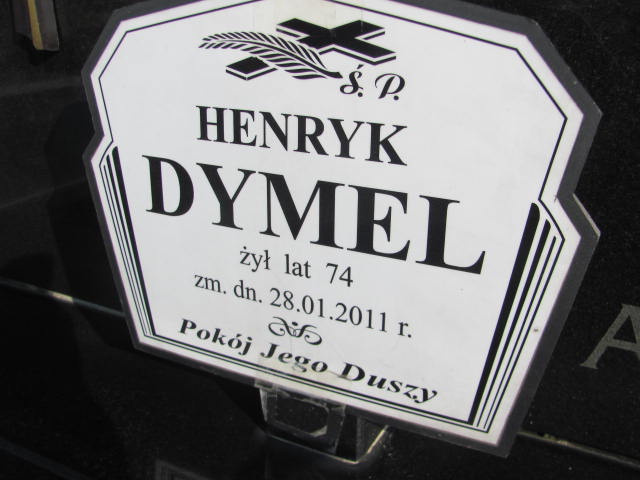 Ś. P.
HENRYK
DYMEL
żył lat 74
zm. dn. 28.01.2011 r.
Pokój Jego Duszy
A